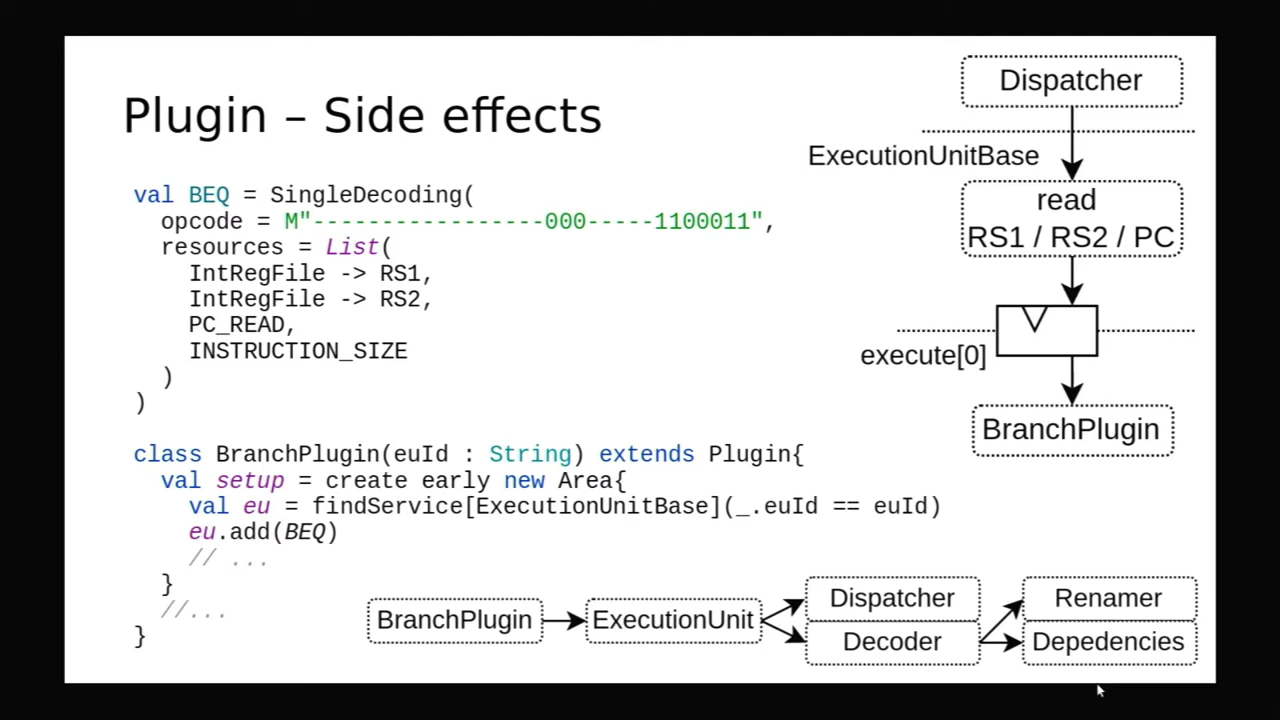 Plugin – Side effects
val BEQ = SingleDecoding(
opcode = M"-----------------000-----1100011",
resources = List(
IntRegFile -> RS1,
IntRegFile -> RS2,
PC_READ,
INSTRUCTION_SIZE
)
)
class BranchPlugin(euId : String) extends Plugin{
val setup = create early new Area{
val eu = findService[ExecutionUnitBase](_.euId == euId)
eu.add(BEQ)
// ...
}
//...
}
Dispatcher
ExecutionUnitBase
read
RS1 / RS2 / PC
execute[0]
BranchPlugin
BranchPlugin
ExecutionUnit
Dispatcher
Decoder
Renamer
Depedencies